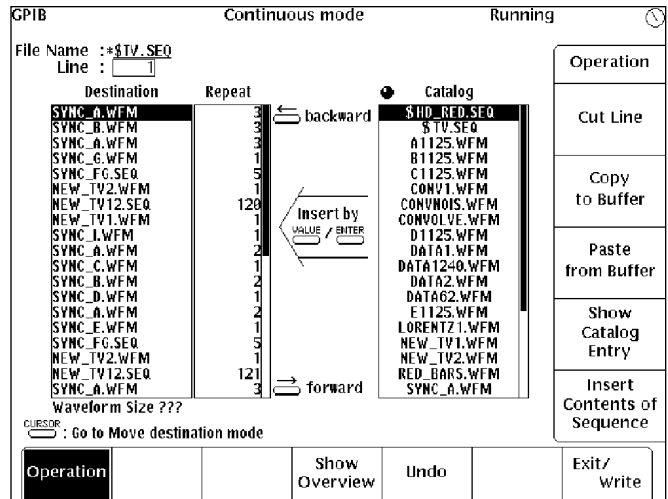 GPIB Continuous mode Running
File Name :*$TV.SEQ
Line : 1
Destination Repeat
SYNC_A.WFM 3
SYNC_B.WFM 3
SYNC_A.WFM 3
SYNC_G.WFM 1
SYNC_FG.SEQ 5
NEW_TV2.WFM 1
NEW_TV12.SEQ 120
NEW_TV1.WFM 1
SYNC_I.WFM 1
SYNC_A.WFM 2
SYNC_C.WFM 1
SYNC_B.WFM 2
SYNC_D.WFM 1
SYNC_A.WFM 2
SYNC_E.WFM 1
SYNC_FG.SEQ 5
NEW_TV2.WFM 1
NEW_TV12.SEQ 121
SYNC_A.WFM 3
Waveform Size ???
CURSOR : Go to Move destination mode
backward
Insert by
VALUE / ENTER
forward
Catalog
$HD_RED.SEQ
$TV.SEQ
A1125.WFM
B1125.WFM
C1125.WFM
CONV1.WFM
CONVNOIS.WFM
CONVOLVE.WFM
D1125.WFM
DATA1.WFM
DATA1240.WFM
DATA2.WFM
DATA62.WFM
E1125.WFM
LORENTZ1.WFM
NEW_TV1.WFM
NEW_TV2.WFM
RED_BARS.WFM
SYNC_A.WFM
Operation
Cut Line
Copy
to Buffer
Paste
from Buffer
Show
Catalog
Entry
Insert
Contents of
Sequence
Operation
Show
Overview
Undo
Exit/
Write